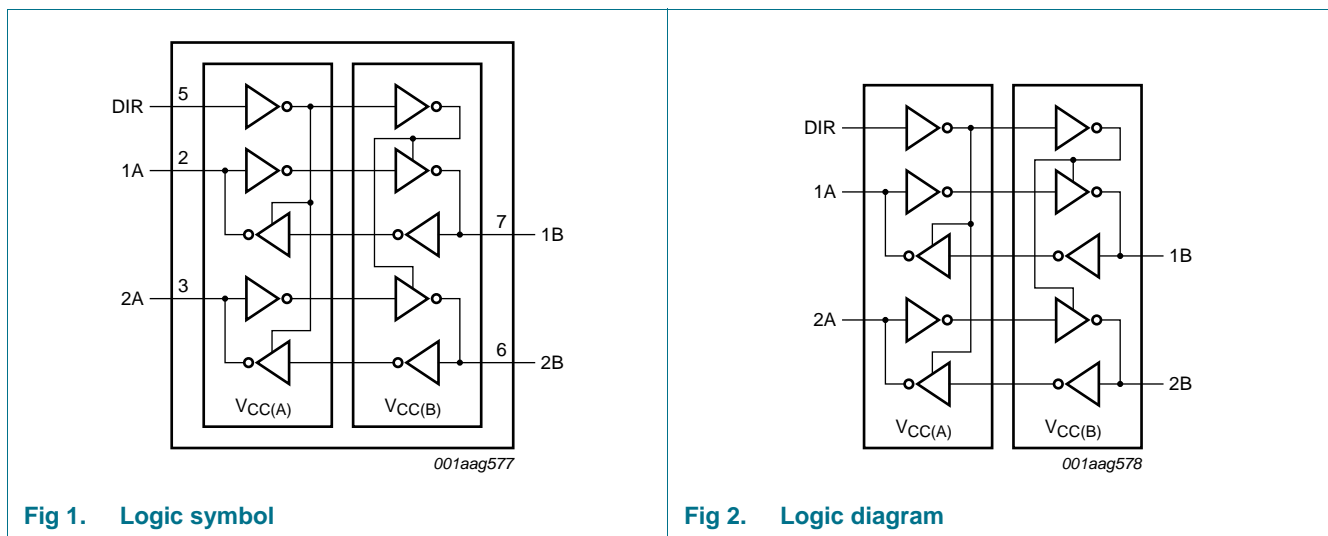 DIR 5
1A 2
7 1B
2A 3
6 2B
VCC(A) VCC(B)
001aag577
Fig 1. Logic symbol
DIR
1A
1B
2A
2B
VCC(A) VCC(B)
001aag578
Fig 2. Logic diagram